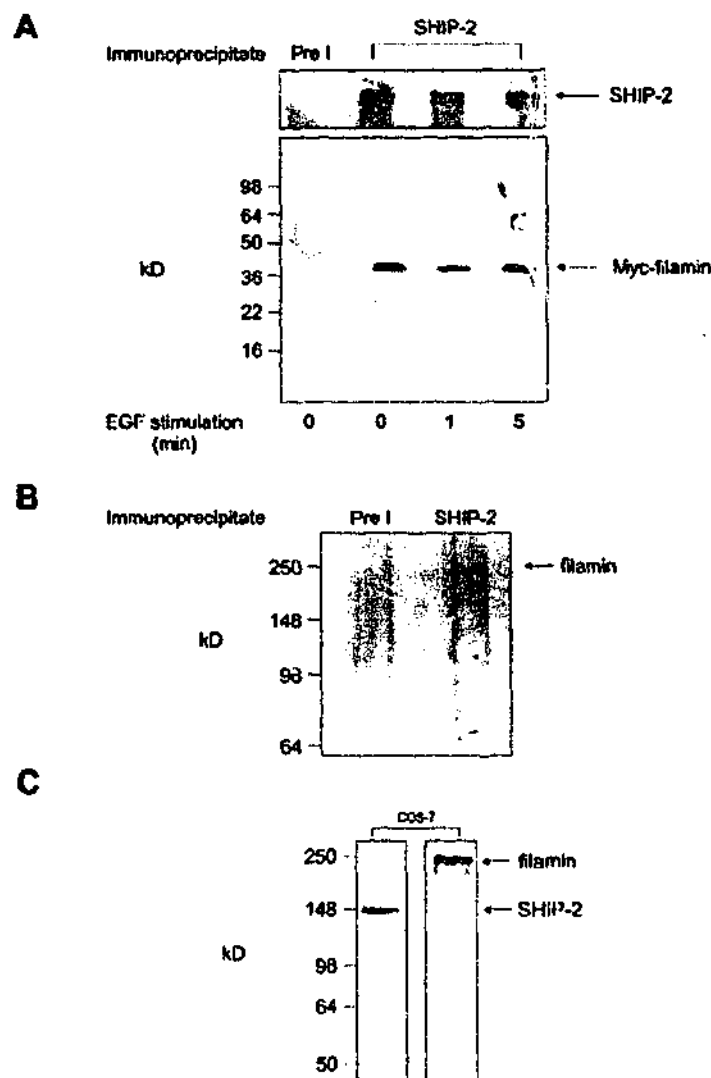 A
SHIP-2
Immunoprecipitate Pre I
SHIP-2
98
64
50
kD
36
Myc-filamin
22
16
EGF stimulation 0 0 1 5
(min)
B
Immunoprecipitate Pre I SHIP-2
250
filamin
148
kD
98
64
C
COS-7
250
filamin
148
SHIP-2
kD
98
64
50